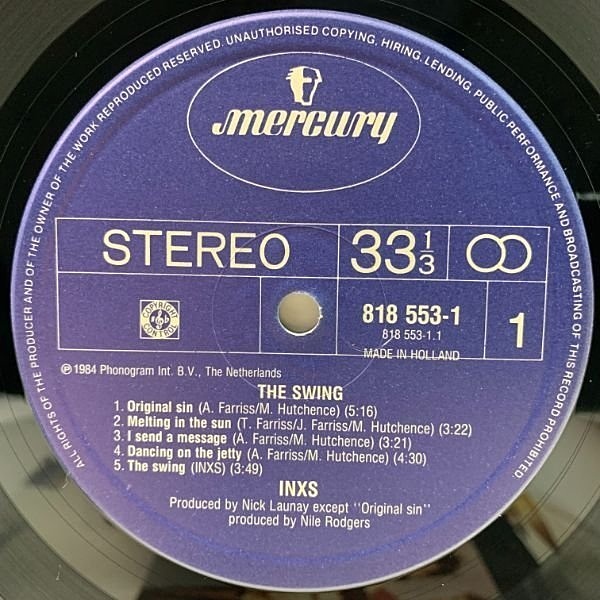 ALL RIGHTS OF THE PRODUCER AND OF THE OWNER OF THE WORK REPRODUCED RESERVED. UNAUTHORISED COPYING, HIRING, LENDING, PUBLIC PERFORMANCE AND BROADCASTING OF THIS RECORD PROHIBITED.
mercury
STEREO
33 1/3
818 553-1
818 553-1.1
MADE IN HOLLAND
1
COPYRIGHT CONTROL
℗ 1984 Phonogram Int. B.V., The Netherlands
THE SWING
1. Original sin (A. Farriss/M. Hutchence) (5:16)
2. Melting in the sun (T. Farriss/J. Farriss/M. Hutchence) (3:22)
3. I send a message (A. Farriss/M. Hutchence) (3:21)
4. Dancing on the jetty (A. Farriss/M. Hutchence) (4:30)
5. The swing (INXS) (3:49)
INXS
Produced by Nick Launay except "Original sin"
produced by Nile Rodgers